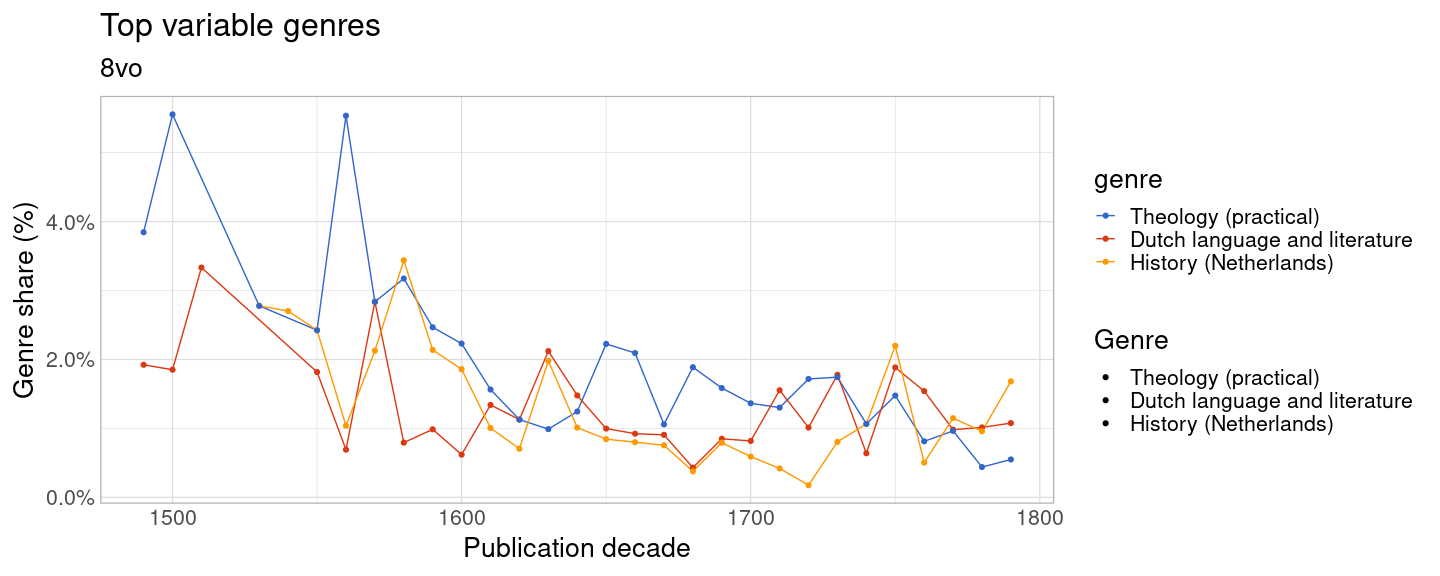 Top variable genres
8vo
Genre share (%)
4.0%
2.0%
0.0%
1500
1600
1700
1800
Publication decade
genre
Theology (practical)
Dutch language and literature
History (Netherlands)
Genre
Theology (practical)
Dutch language and literature
History (Netherlands)